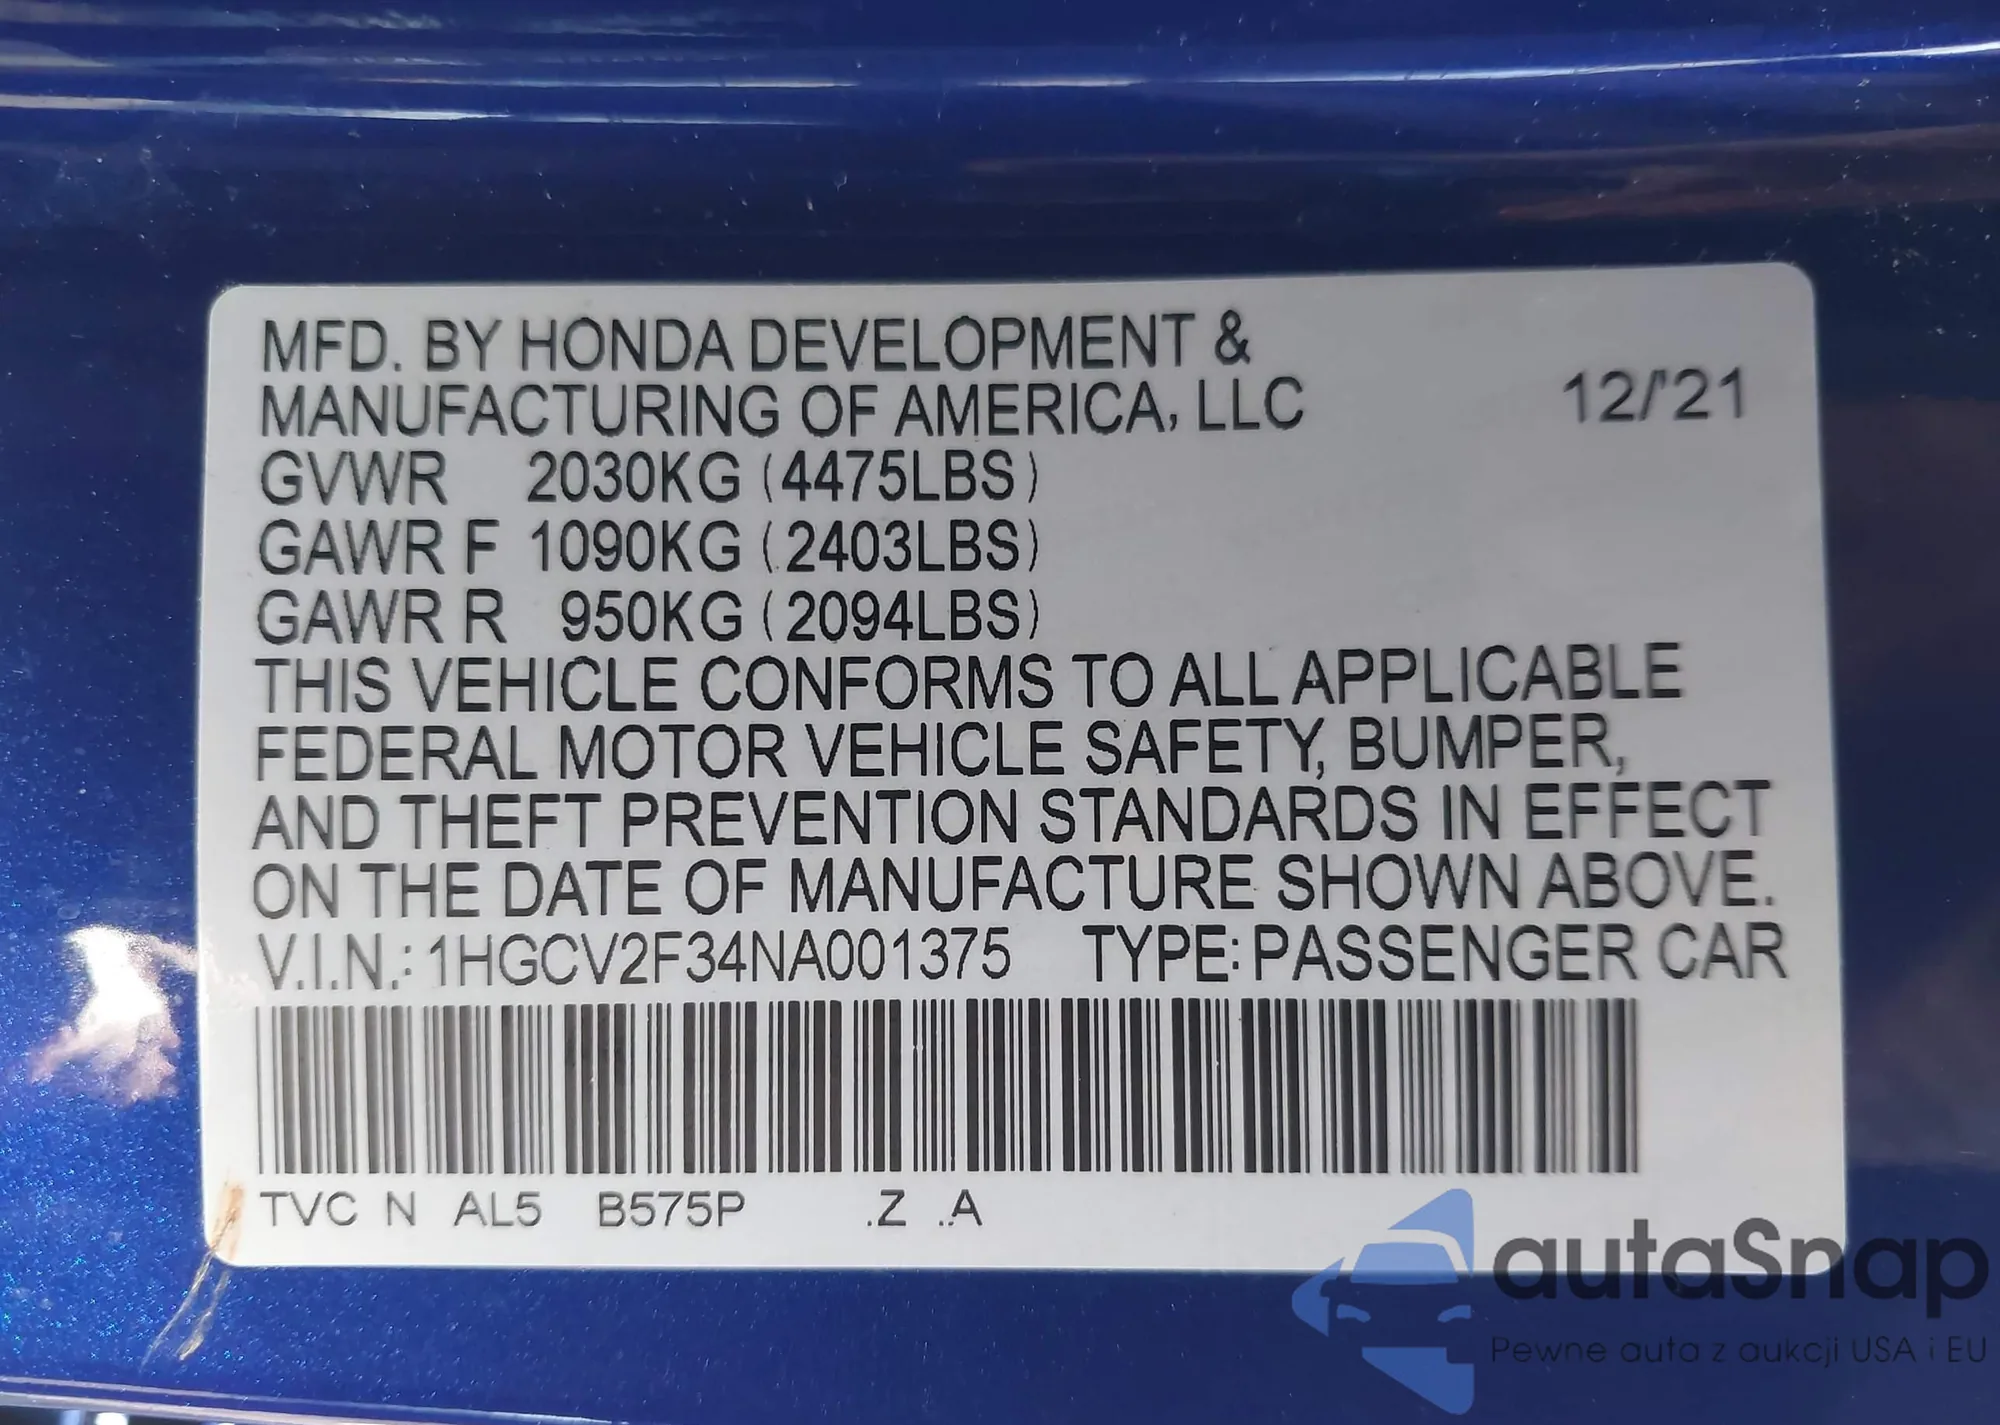 MFD. BY HONDA DEVELOPMENT &
MANUFACTURING OF AMERICA, LLC
12/'21
GVWR 2030KG (4475LBS)
GAWR F 1090KG (2403LBS)
GAWR R 950KG (2094LBS)
THIS VEHICLE CONFORMS TO ALL APPLICABLE
FEDERAL MOTOR VEHICLE SAFETY, BUMPER,
AND THEFT PREVENTION STANDARDS IN EFFECT
ON THE DATE OF MANUFACTURE SHOWN ABOVE.
V.I.N.: 1HGCV2F34NA001375 TYPE: PASSENGER CAR
TVC N AL5 B575P .Z ..A
autaSnap
Pewne auta z aukcji USA i EU